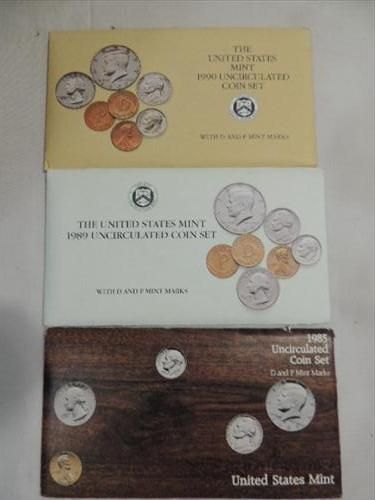 THE
UNITED STATES
MINT
1990 UNCIRCULATED
COIN SET
WITH D AND P MINT MARKS
THE UNITED STATES MINT
1989 UNCIRCULATED COIN SET
WITH D AND P MINT MARKS
1985
Uncirculated
Coin Set
D and P Mint Marks
United States Mint